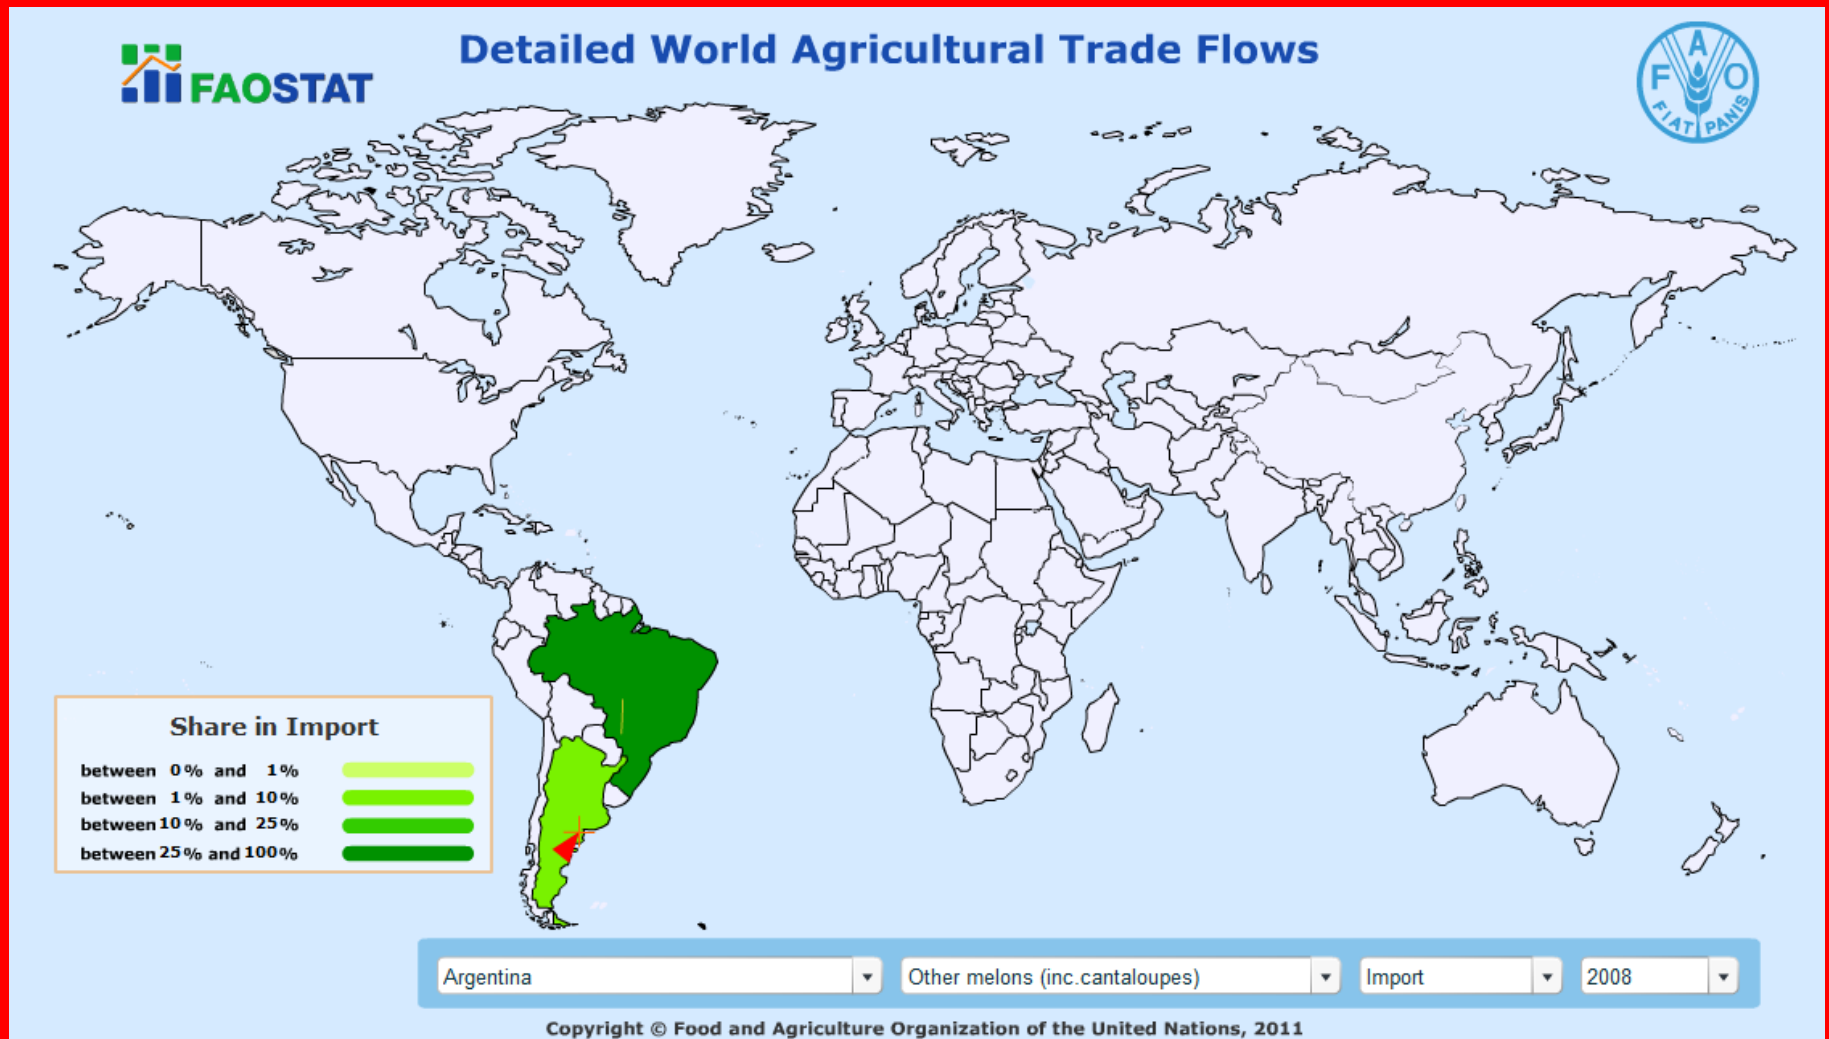 Detailed World Agricultural Trade Flows
FAOSTAT
F A O
FIAT PANIS
Share in Import
between 0% and 1%
between 1% and 10%
between 10% and 25%
between 25% and 100%
Argentina
Other melons (inc.cantaloupes)
Import
2008
Copyright © Food and Agriculture Organization of the United Nations, 2011